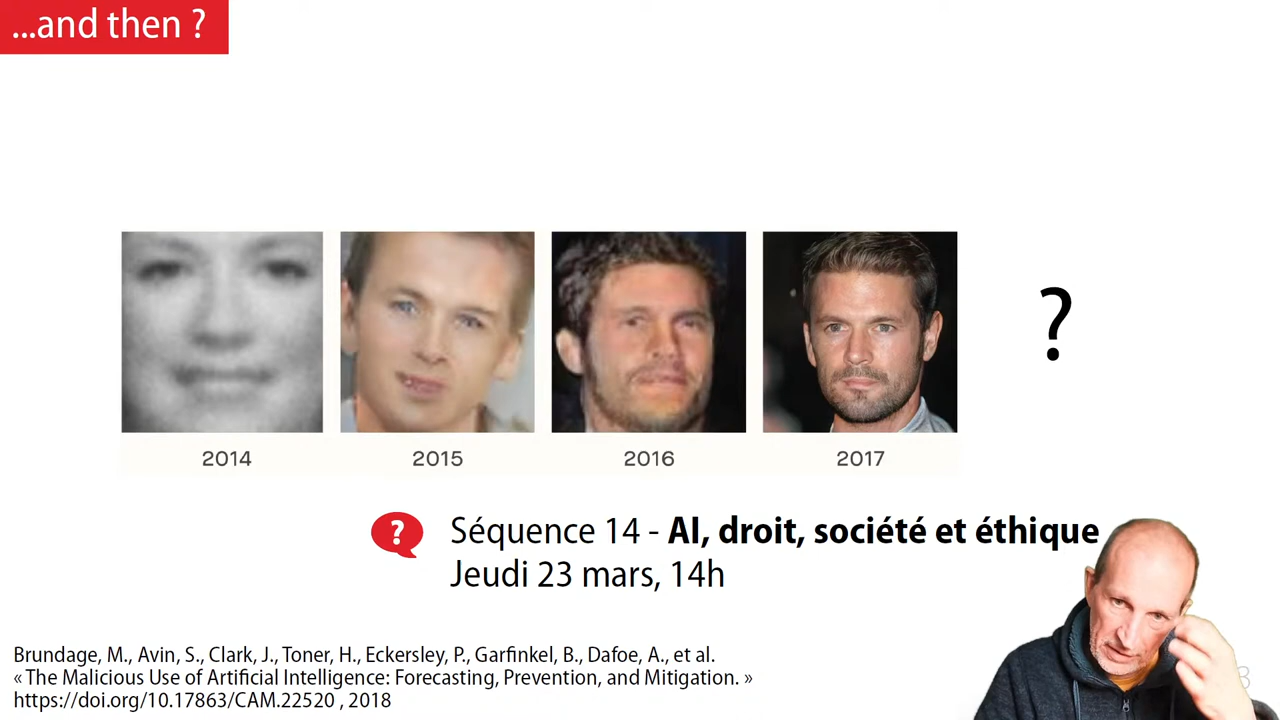 ...and then ?
?
2014 2015 2016 2017
?
Séquence 14 - AI, droit, société et éthique
Jeudi 23 mars, 14h
Brundage, M., Avin, S., Clark, J., Toner, H., Eckersley, P., Garfinkel, B., Dafoe, A., et al.
« The Malicious Use of Artificial Intelligence: Forecasting, Prevention, and Mitigation. »
https://doi.org/10.17863/CAM.22520 , 2018